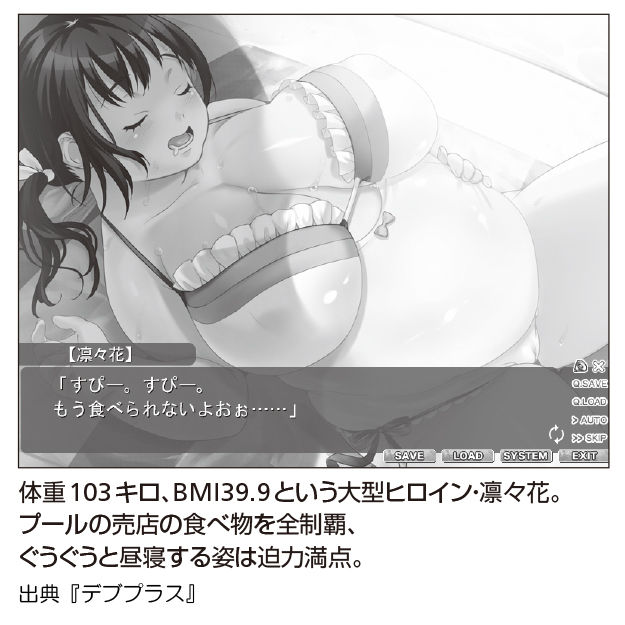 【凛々花】
「すぴー。すぴー。
もう食べられないよぉ……」
Q.SAVE
Q.LOAD
> AUTO
>> SKIP
SAVE LOAD SYSTEM EXIT
体重103キロ、BMI39.9という大型ヒロイン・凛々花。
プールの売店の食べ物を全制覇、
ぐうぐうと昼寝する姿は迫力満点。
出典『デブプラス』